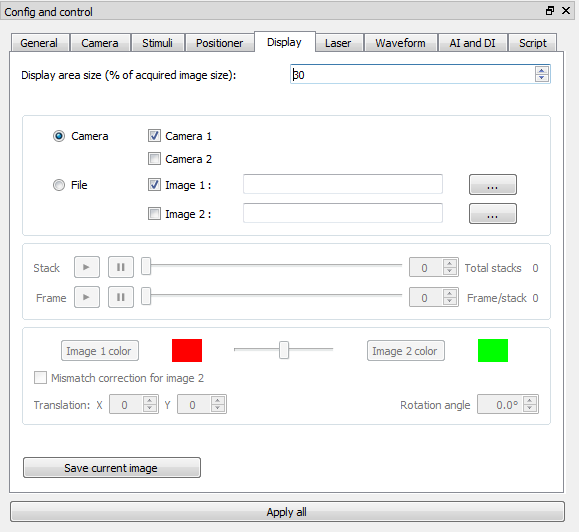 Config and control
General Camera Stimuli Positioner Display Laser Waveform AI and DI Script
Display area size (% of acquired image size): 30
Camera Camera 1
Camera 2
File Image 1 : ...
Image 2 : ...
Stack 0 Total stacks 0
Frame 0 Frame/stack 0
Image 1 color Image 2 color
Mismatch correction for image 2
Translation: X 0 Y 0 Rotation angle 0.0°
Save current image
Apply all